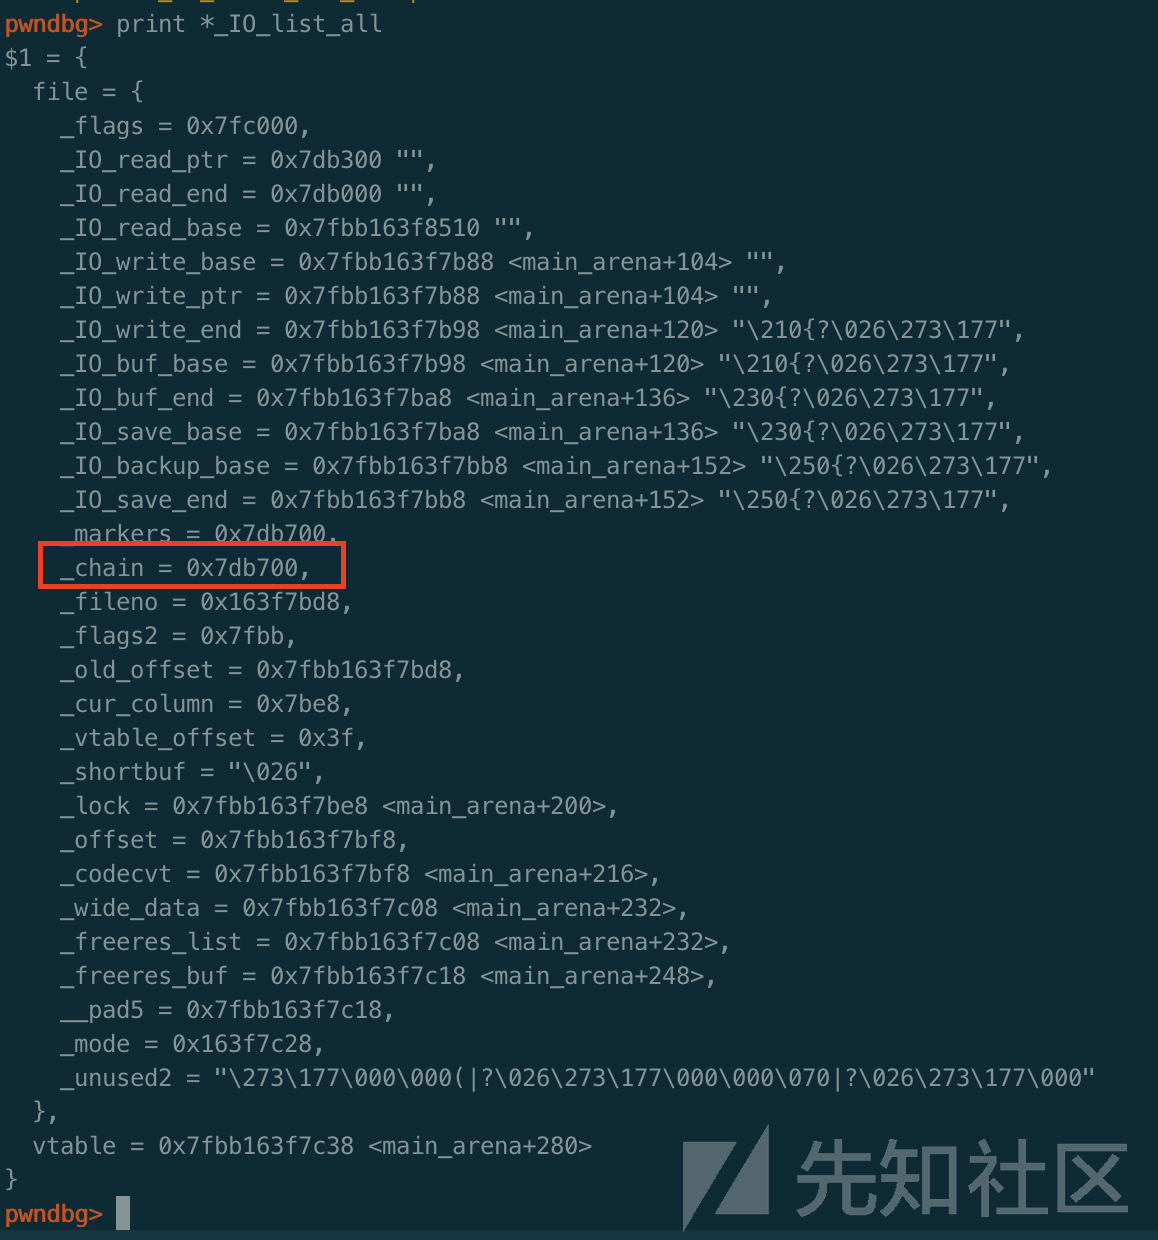 pwndbg> print *_IO_list_all
$1 = {
  file = {
    _flags = 0x7fc000,
    _IO_read_ptr = 0x7db300 "",
    _IO_read_end = 0x7db000 "",
    _IO_read_base = 0x7fbb163f8510 "",
    _IO_write_base = 0x7fbb163f7b88 <main_arena+104> "",
    _IO_write_ptr = 0x7fbb163f7b88 <main_arena+104> "",
    _IO_write_end = 0x7fbb163f7b98 <main_arena+120> "\210{?\026\273\177",
    _IO_buf_base = 0x7fbb163f7b98 <main_arena+120> "\210{?\026\273\177",
    _IO_buf_end = 0x7fbb163f7ba8 <main_arena+136> "\230{?\026\273\177",
    _IO_save_base = 0x7fbb163f7ba8 <main_arena+136> "\230{?\026\273\177",
    _IO_backup_base = 0x7fbb163f7bb8 <main_arena+152> "\250{?\026\273\177",
    _IO_save_end = 0x7fbb163f7bb8 <main_arena+152> "\250{?\026\273\177",
    _markers = 0x7db700,
    _chain = 0x7db700,
    _fileno = 0x163f7bd8,
    _flags2 = 0x7fbb,
    _old_offset = 0x7fbb163f7bd8,
    _cur_column = 0x7be8,
    _vtable_offset = 0x3f,
    _shortbuf = "\026",
    _lock = 0x7fbb163f7be8 <main_arena+200>,
    _offset = 0x7fbb163f7bf8,
    _codecvt = 0x7fbb163f7bf8 <main_arena+216>,
    _wide_data = 0x7fbb163f7c08 <main_arena+232>,
    _freeres_list = 0x7fbb163f7c08 <main_arena+232>,
    _freeres_buf = 0x7fbb163f7c18 <main_arena+248>,
    __pad5 = 0x7fbb163f7c18,
    _mode = 0x163f7c28,
    _unused2 = "\273\177\000\000(|?\026\273\177\000\000\070|?\026\273\177\000"
  },
  vtable = 0x7fbb163f7c38 <main_arena+280>
}
pwndbg>
先知社区